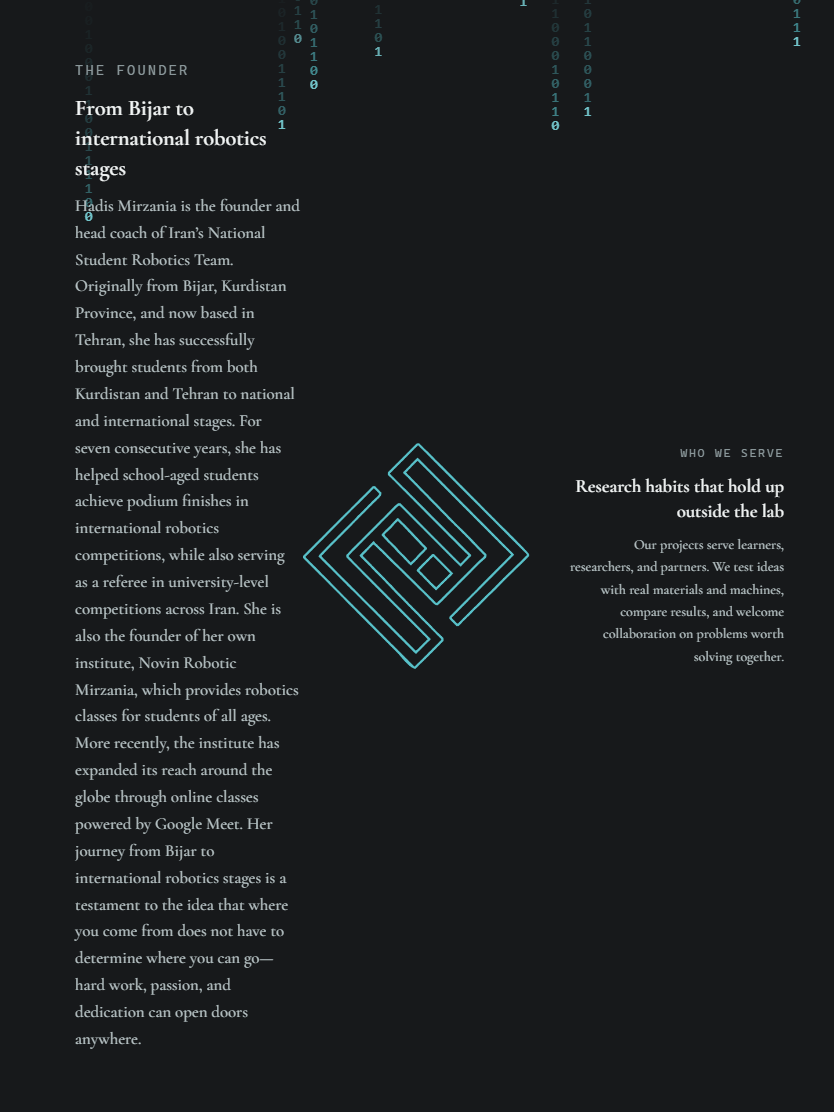 THE FOUNDER
From Bijar to
international robotics
stages
Hadis Mirzania is the founder and
head coach of Iran’s National
Student Robotics Team.
Originally from Bijar, Kurdistan
Province, and now based in
Tehran, she has successfully
brought students from both
Kurdistan and Tehran to national
and international stages. For
seven consecutive years, she has
helped school-aged students
achieve podium finishes in
international robotics
competitions, while also serving
as a referee in university-level
competitions across Iran. She is
also the founder of her own
institute, Novin Robotic
Mirzania, which provides robotics
classes for students of all ages.
More recently, the institute has
expanded its reach around the
globe through online classes
powered by Google Meet. Her
journey from Bijar to
international robotics stages is a
testament to the idea that where
you come from does not have to
determine where you can go—
hard work, passion, and
dedication can open doors
anywhere.
WHO WE SERVE
Research habits that hold up
outside the lab
Our projects serve learners,
researchers, and partners. We test ideas
with real materials and machines,
compare results, and welcome
collaboration on problems worth
solving together.